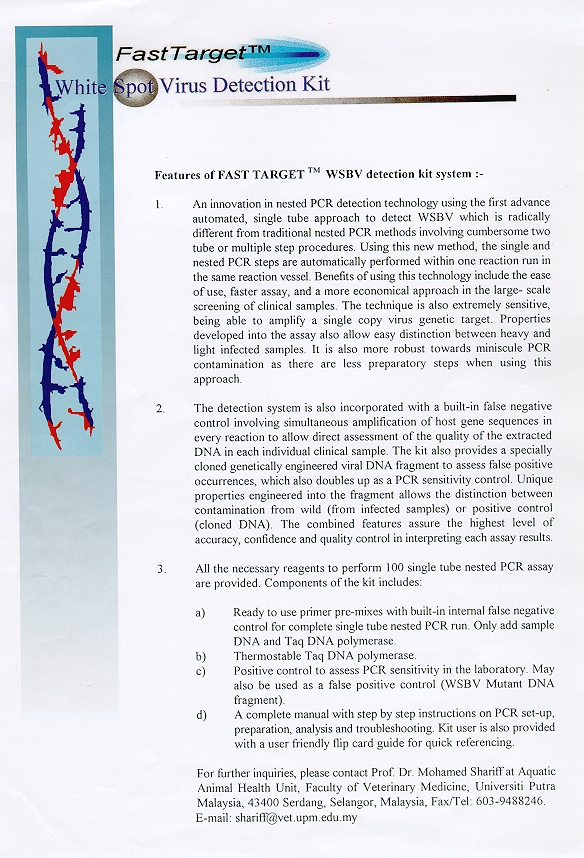 FastTarget™
White Spot Virus Detection Kit
Features of FAST TARGET ™ WSBV detection kit system :-
1. An innovation in nested PCR detection technology using the first advance
automated, single tube approach to detect WSBV which is radically
different from traditional nested PCR methods involving cumbersome two
tube or multiple step procedures. Using this new method, the single and
nested PCR steps are automatically performed within one reaction run in
the same reaction vessel. Benefits of using this technology include the ease
of use, faster assay, and a more economical approach in the large- scale
screening of clinical samples. The technique is also extremely sensitive,
being able to amplify a single copy virus genetic target. Properties
developed into the assay also allow easy distinction between heavy and
light infected samples. It is also more robust towards miniscule PCR
contamination as there are less preparatory steps when using this
approach.
2. The detection system is also incorporated with a built-in false negative
control involving simultaneous amplification of host gene sequences in
every reaction to allow direct assessment of the quality of the extracted
DNA in each individual clinical sample. The kit also provides a specially
cloned genetically engineered viral DNA fragment to assess false positive
occurrences, which also doubles up as a PCR sensitivity control. Unique
properties engineered into the fragment allows the distinction between
contamination from wild (from infected samples) or positive control
(cloned DNA). The combined features assure the highest level of
accuracy, confidence and quality control in interpreting each assay results.
3. All the necessary reagents to perform 100 single tube nested PCR assay
are provided. Components of the kit includes:
a) Ready to use primer pre-mixes with built-in internal false negative
control for complete single tube nested PCR run. Only add sample
DNA and Taq DNA polymerase.
b) Thermostable Taq DNA polymerase.
c) Positive control to assess PCR sensitivity in the laboratory. May
also be used as a false positive control (WSBV Mutant DNA
fragment).
d) A complete manual with step by step instructions on PCR set-up,
preparation, analysis and troubleshooting. Kit user is also provided
with a user friendly flip card guide for quick referencing.
For further inquiries, please contact Prof. Dr. Mohamed Shariff at Aquatic
Animal Health Unit, Faculty of Veterinary Medicine, Universiti Putra
Malaysia, 43400 Serdang, Selangor, Malaysia, Fax/Tel: 603-9488246.
E-mail: shariff@vet.upm.edu.my